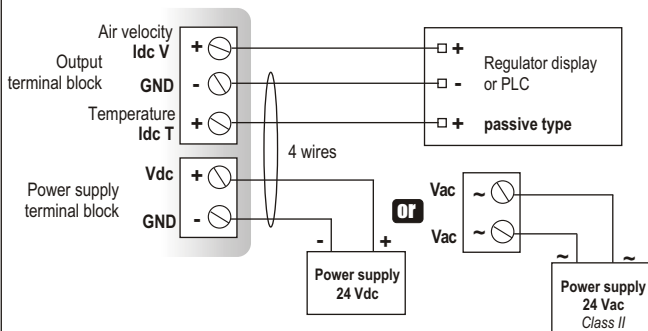 Air velocity
Idc V
Output
terminal block
GND
Temperature
Idc T
+
-
+
+
-
+
Regulator display
or PLC
passive type
4 wires
Power supply
terminal block
Vdc
GND
+
-
- +
Power supply
24 Vdc
or
Vac
Vac
~
~
~ ~
Power supply
24 Vac
Class II